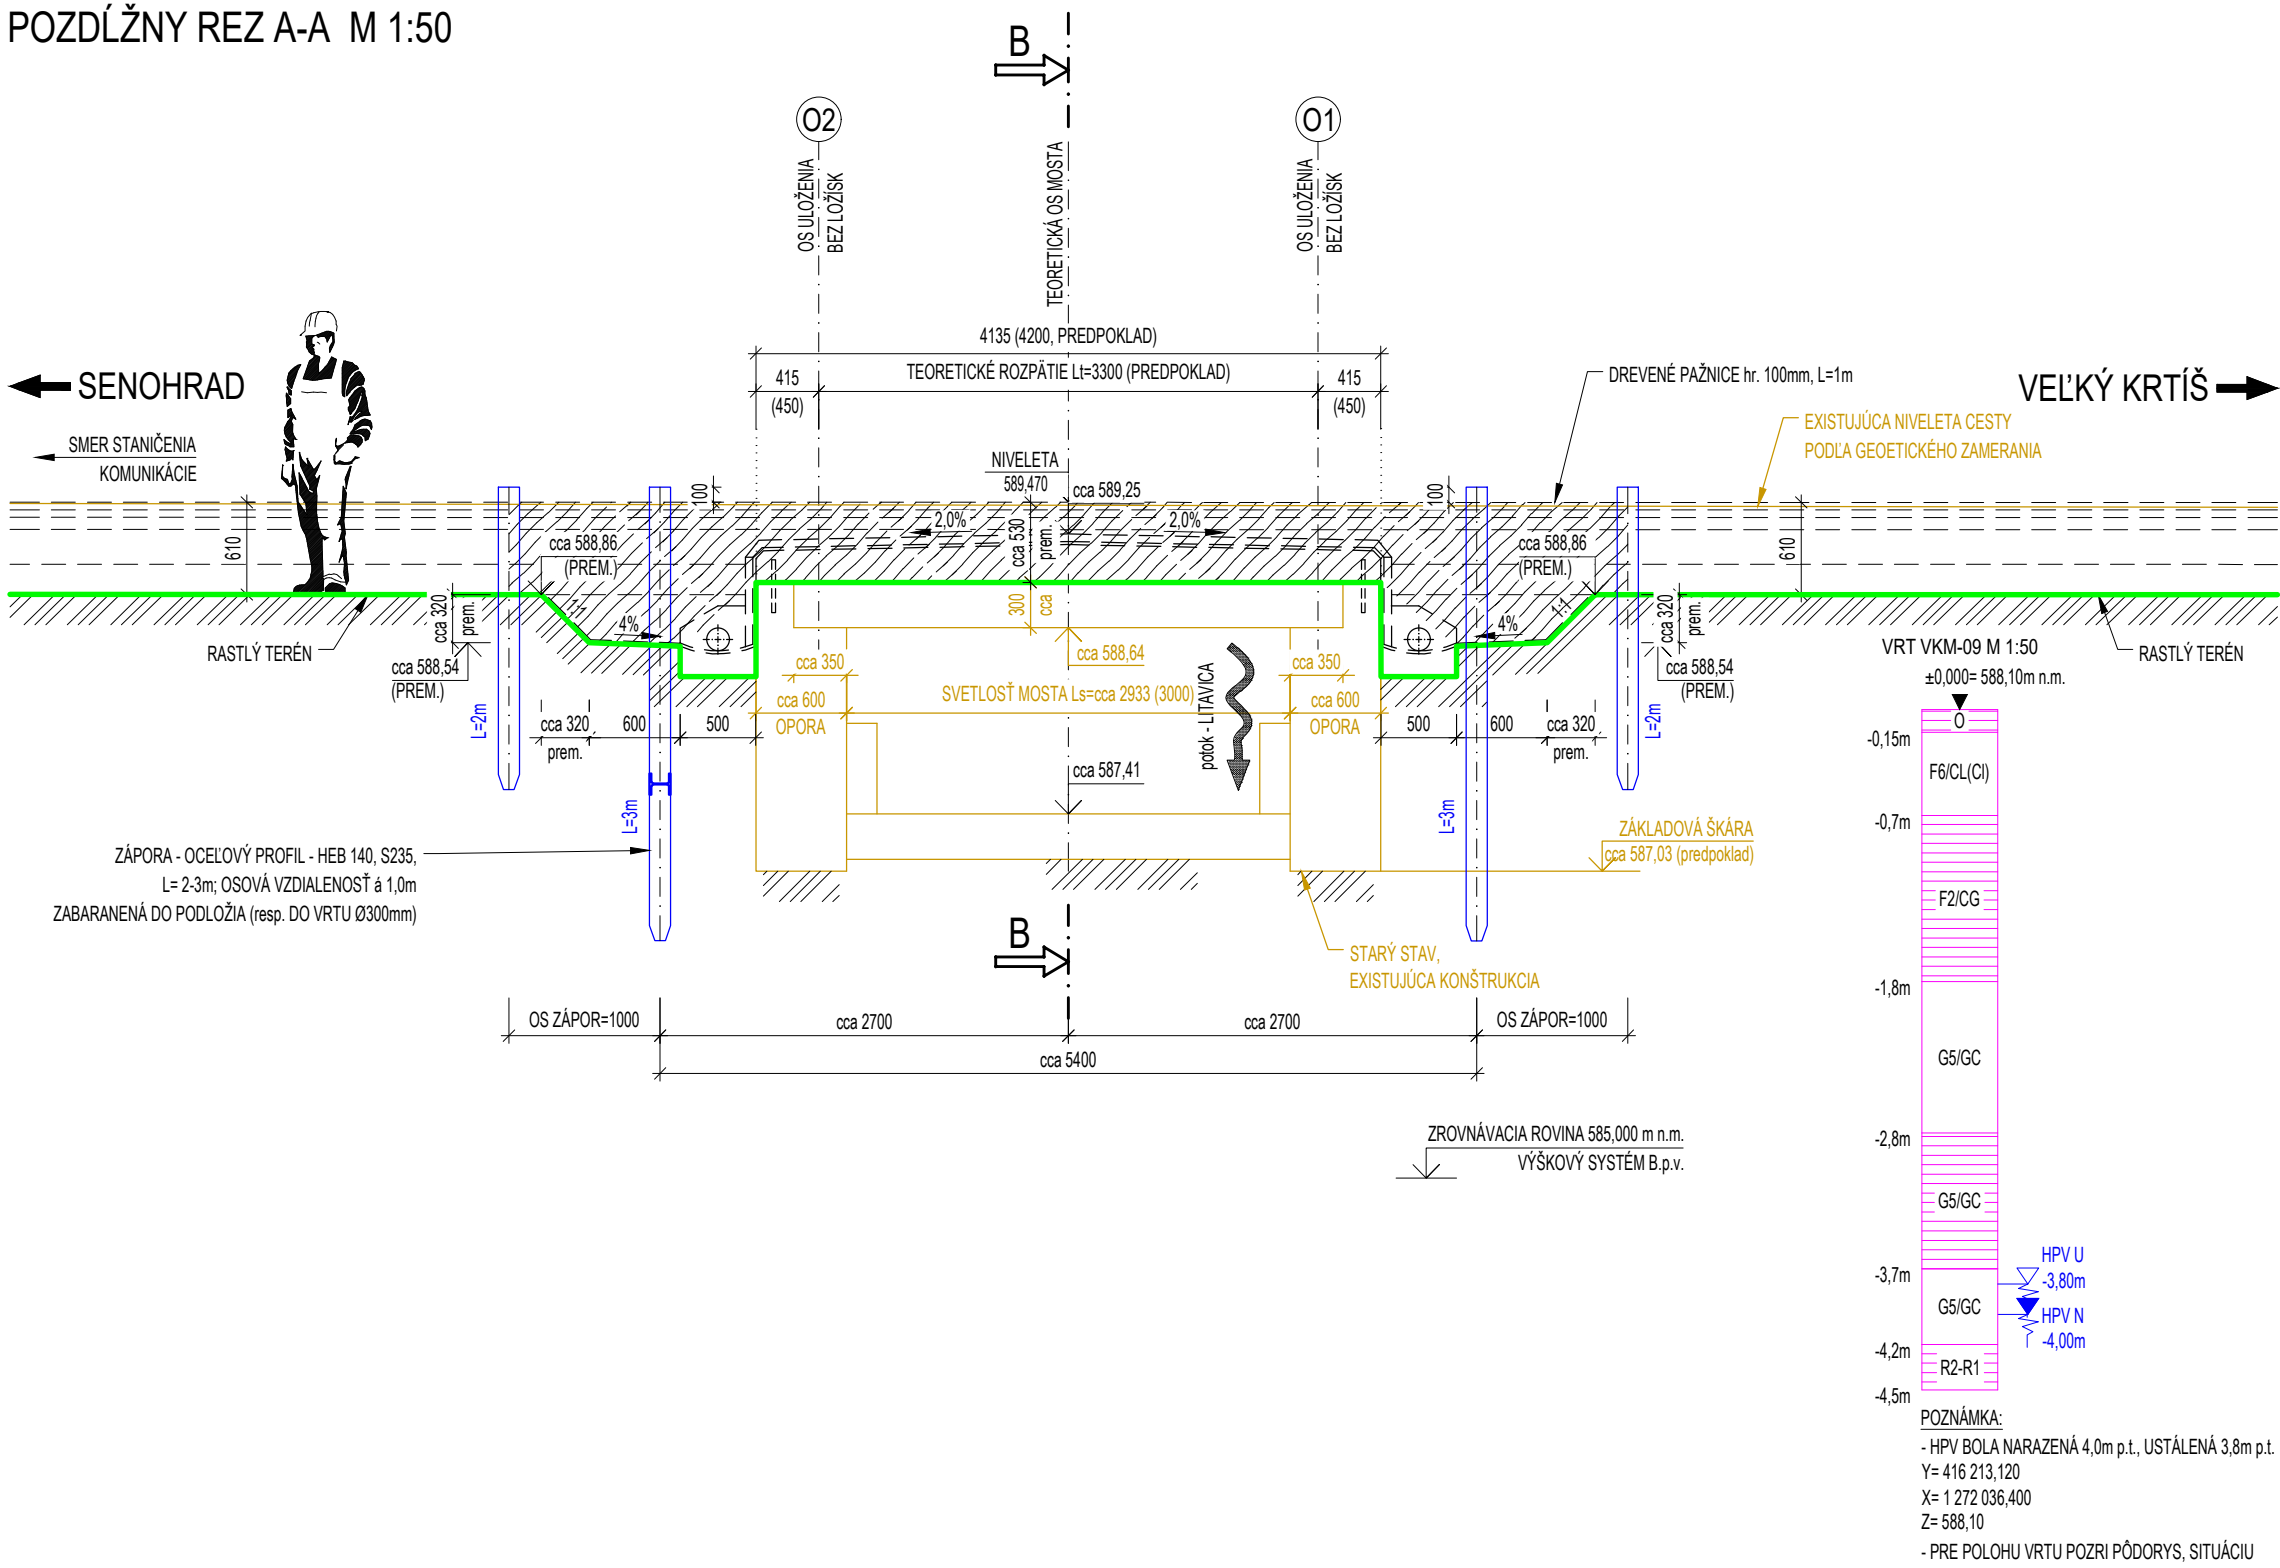 POZDĹŽNY REZ A-A  M 1:50
B
O2
O1
OS ULOŽENIA
BEZ LOŽÍSK
TEORETICKÁ OS MOSTA
OS ULOŽENIA
BEZ LOŽÍSK
4135 (4200, PREDPOKLAD)
TEORETICKÉ ROZPÄTIE Lt=3300 (PREDPOKLAD)
415
(450)
415
(450)
SENOHRAD
VEĽKÝ KRTÍŠ
SMER STANIČENIA
KOMUNIKÁCIE
DREVENÉ PAŽNICE hr. 100mm, L=1m
EXISTUJÚCA NIVELETA CESTY
PODĽA GEOETICKÉHO ZAMERANIA
NIVELETA
589,470
cca 589,25
100
100
2,0%
2,0%
cca 530
prem.
610
610
cca 588,86
(PREM.)
cca 588,86
(PREM.)
1:1
1:1
4%
4%
300
cca
cca 320
prem.
cca 320
prem.
RASTLÝ TERÉN
RASTLÝ TERÉN
cca 588,54
(PREM.)
cca 588,54
(PREM.)
cca 588,64
cca 350
cca 350
SVETLOSŤ MOSTA Ls=cca 2933 (3000)
cca 600
OPORA
cca 600
OPORA
potok - LITAVICA
L=2m
L=2m
cca 320
prem.
600
500
500
600
cca 320
prem.
cca 587,41
L=3m
L=3m
ZÁPORA - OCEĽOVÝ PROFIL - HEB 140, S235,
L= 2-3m; OSOVÁ VZDIALENOSŤ á 1,0m
ZABARANENÁ DO PODLOŽIA (resp. DO VRTU Ø300mm)
ZÁKLADOVÁ ŠKÁRA
cca 587,03 (predpoklad)
B
STARÝ STAV,
EXISTUJÚCA KONŠTRUKCIA
OS ZÁPOR=1000
cca 2700
cca 2700
OS ZÁPOR=1000
cca 5400
ZROVNÁVACIA ROVINA 585,000 m n.m.
VÝŠKOVÝ SYSTÉM B.p.v.
VRT VKM-09 M 1:50
±0,000= 588,10m n.m.
O
-0,15m
F6/CL(CI)
-0,7m
F2/CG
-1,8m
G5/GC
-2,8m
G5/GC
-3,7m
HPV U
-3,80m
G5/GC
HPV N
-4,00m
-4,2m
R2-R1
-4,5m
POZNÁMKA:
- HPV BOLA NARAZENÁ 4,0m p.t., USTÁLENÁ 3,8m p.t.
Y= 416 213,120
X= 1 272 036,400
Z= 588,10
- PRE POLOHU VRTU POZRI PÔDORYS, SITUÁCIU